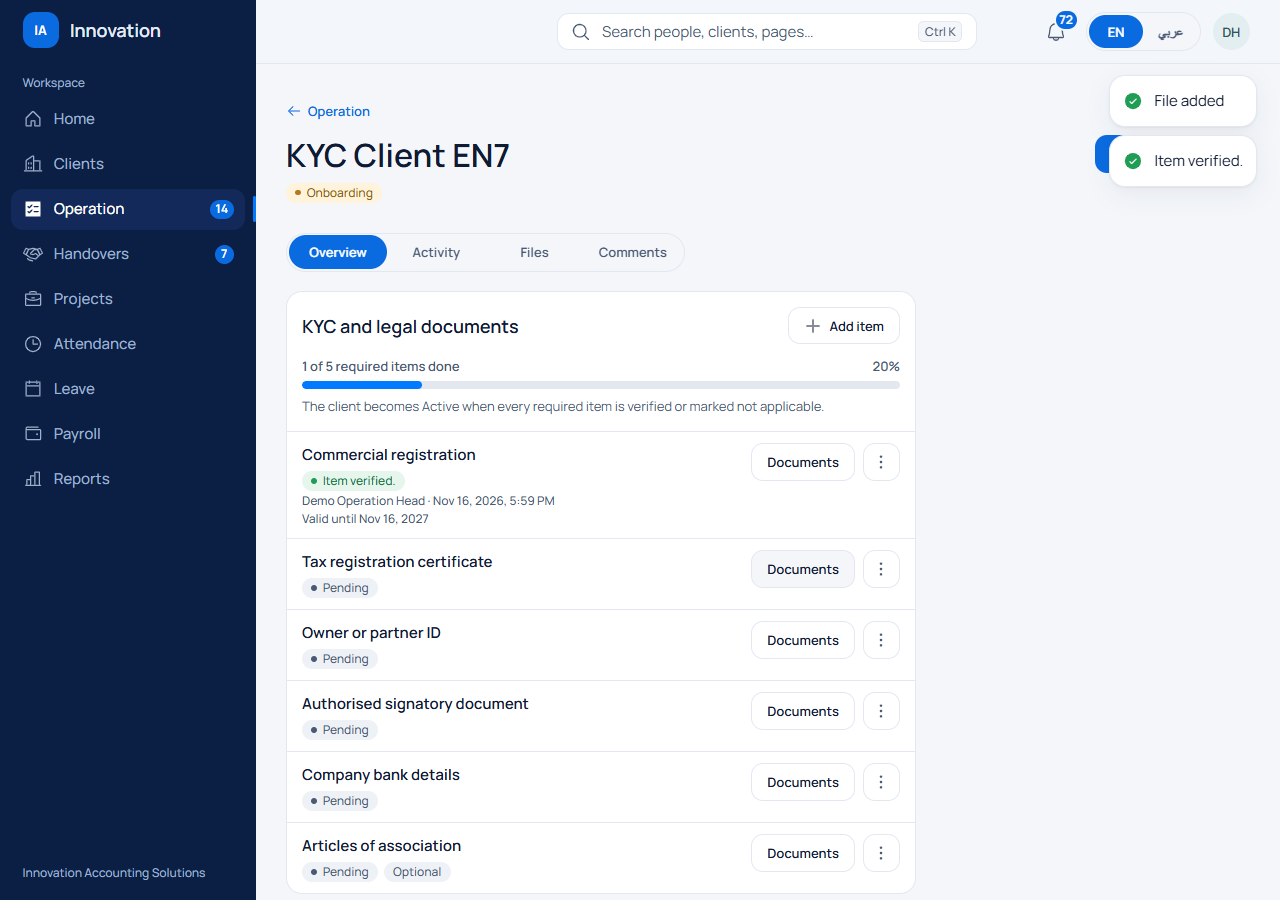 IA Innovation
Search people, clients, pages... Ctrl K
72
EN عربي DH
Workspace
Home
Clients
Operation 14
Handovers 7
Projects
Attendance
Leave
Payroll
Reports
Innovation Accounting Solutions
File added
Item verified.
Operation
KYC Client EN7
Onboarding
Overview Activity Files Comments
KYC and legal documents Add item
1 of 5 required items done 20%
The client becomes Active when every required item is verified or marked not applicable.
Commercial registration Documents
Item verified.
Demo Operation Head · Nov 16, 2026, 5:59 PM
Valid until Nov 16, 2027
Tax registration certificate Documents
Pending
Owner or partner ID Documents
Pending
Authorised signatory document Documents
Pending
Company bank details Documents
Pending
Articles of association Documents
Pending Optional